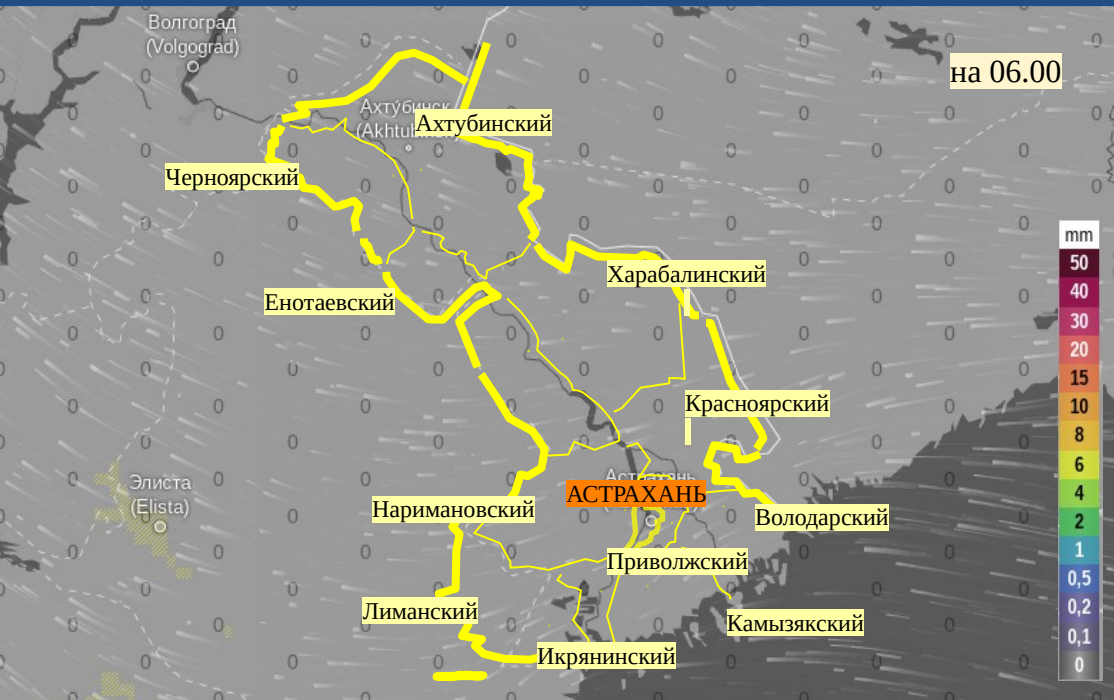 Волгоград
(Volgograd)
на 06.00
Ахтубинск
Ахтубинский
Черноярский
mm
50
Харабалинский
40
Енотаевский
30
20
15
Красноярский
10
8
6
Элиста
(Elista)
АСТРАХАНЬ
4
Наримановский
Володарский
2
1
Приволжский
0,5
Лиманский
0,2
Камызякский
0,1
Икрянинский
0